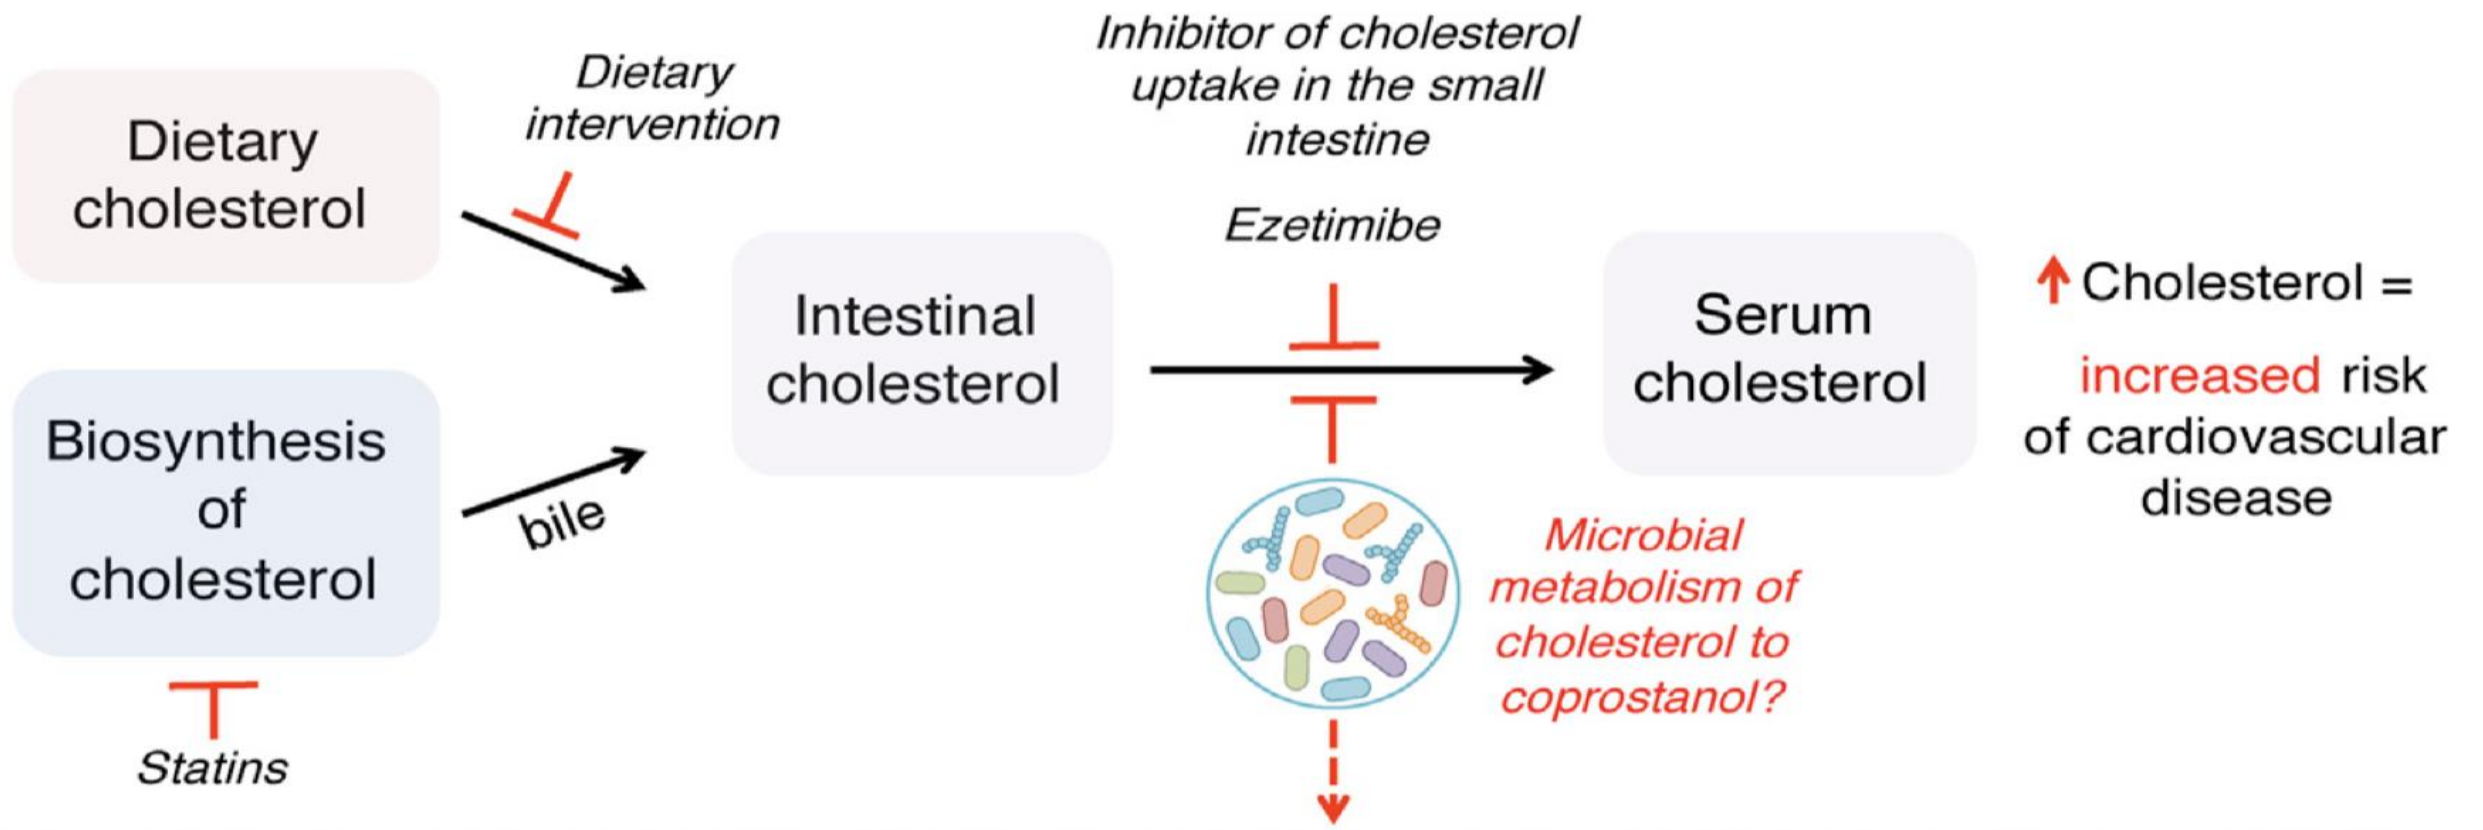 Dietary
cholesterol
Dietary
intervention
Biosynthesis
of
cholesterol
bile
Statins
Intestinal
cholesterol
Inhibitor of cholesterol
uptake in the small
intestine
Ezetimibe
Microbial
metabolism of
cholesterol to
coprostanol?
Serum
cholesterol
↑ Cholesterol =
increased risk
of cardiovascular
disease